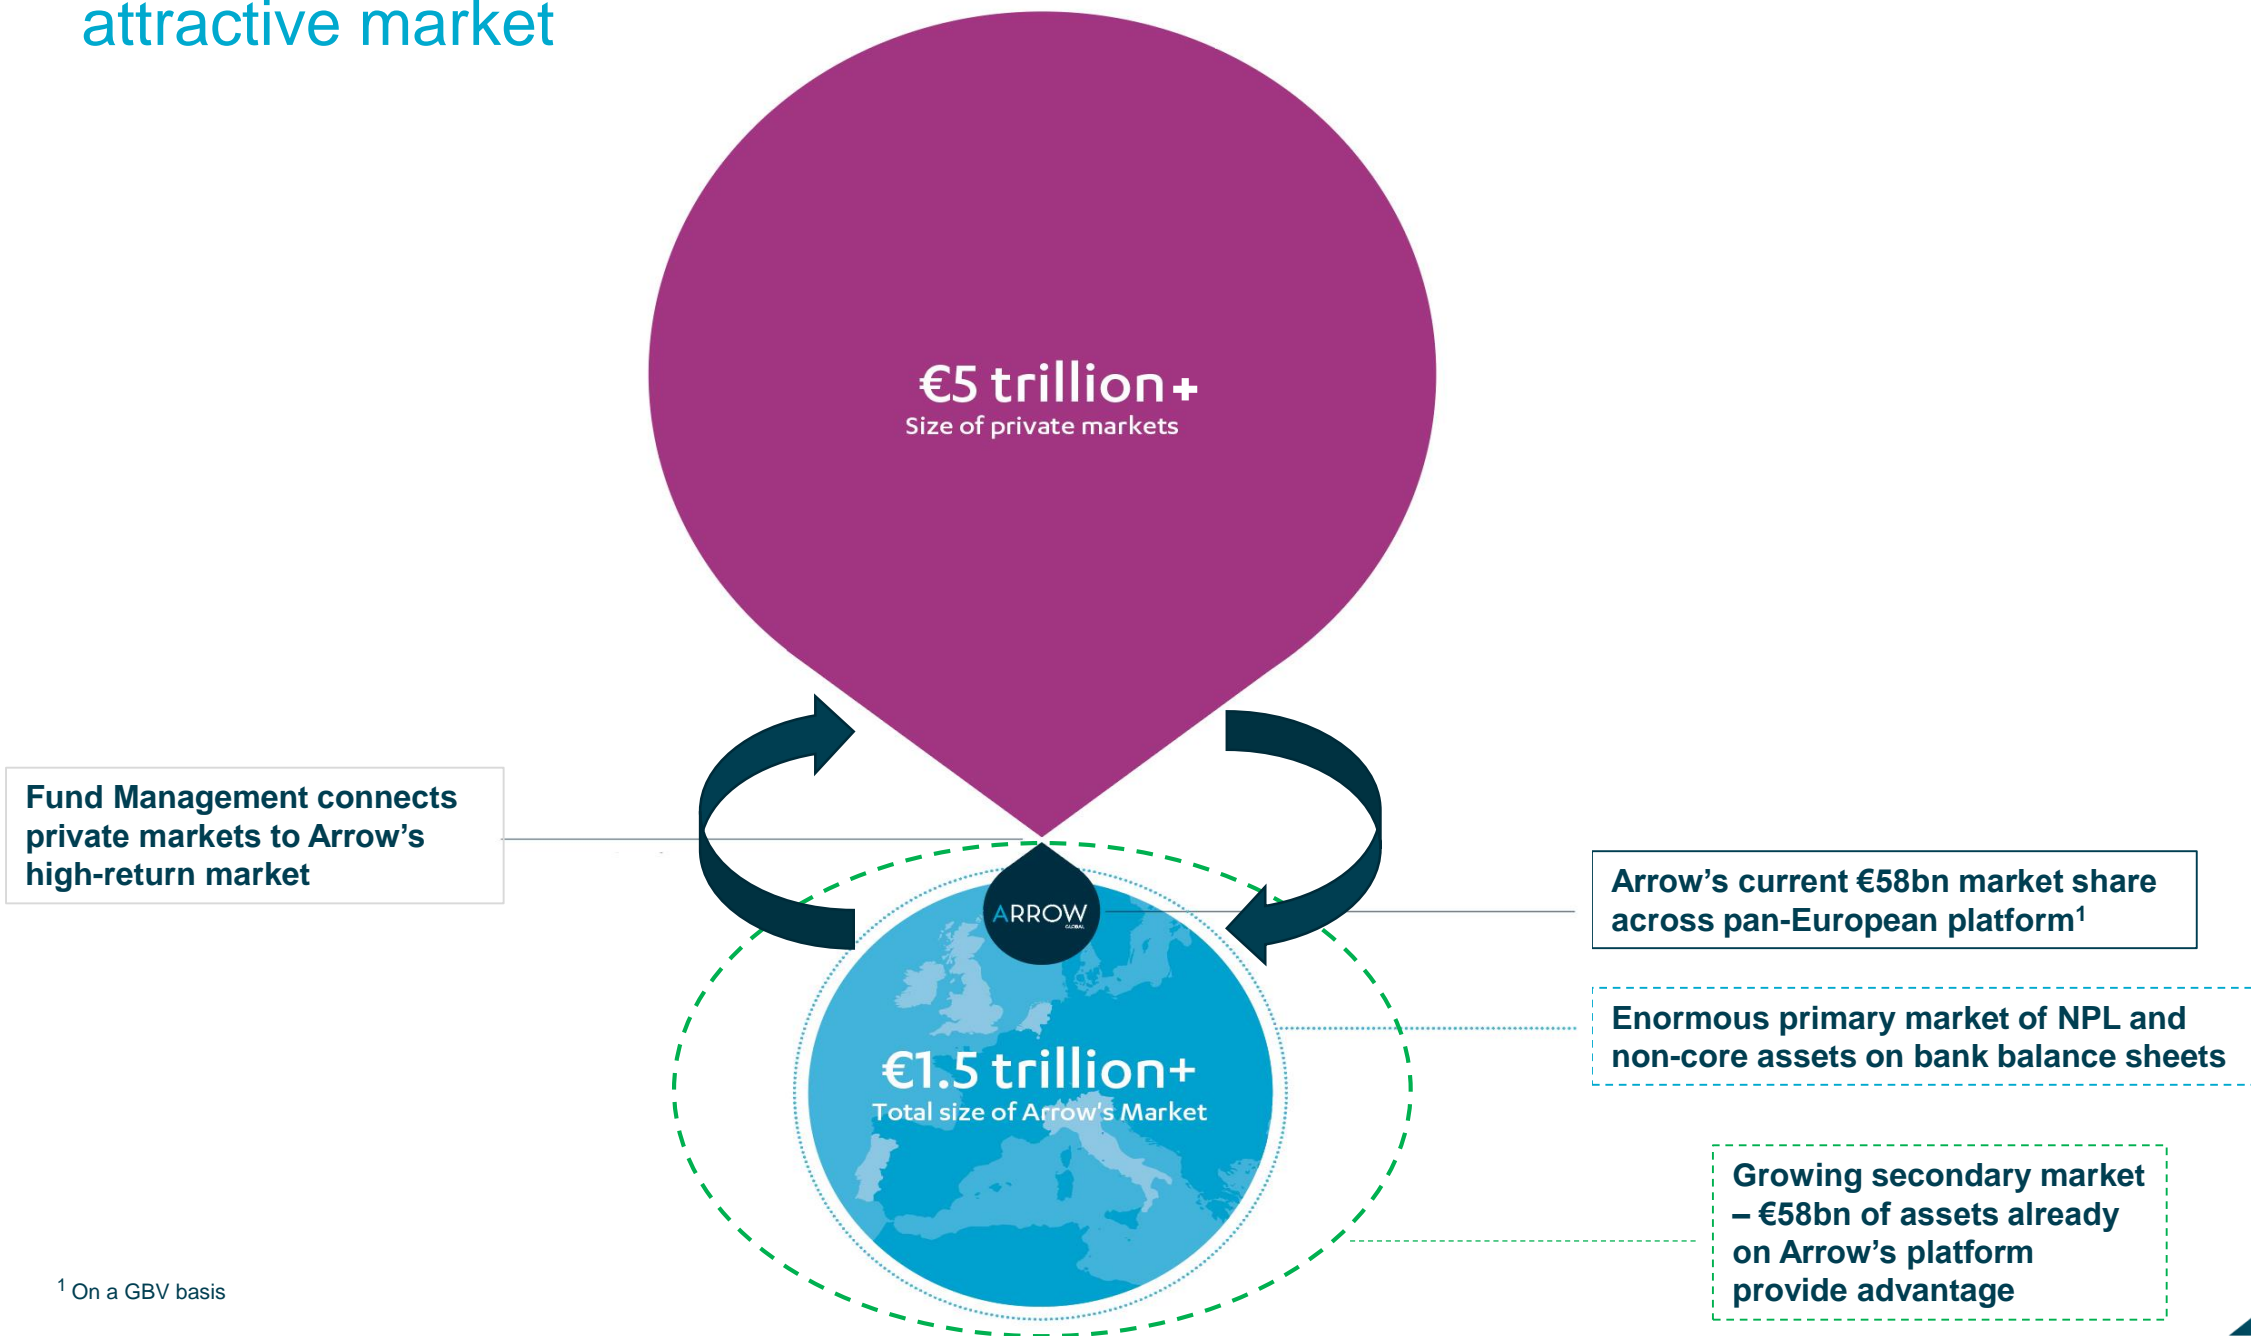 attractive market
€5 trillion+
Size of private markets
Fund Management connects
private markets to Arrow’s
high-return market
ARROW
GLOBAL
Arrow’s current €58bn market share
across pan-European platform¹
Enormous primary market of NPL and
non-core assets on bank balance sheets
€1.5 trillion+
Total size of Arrow's Market
Growing secondary market
– €58bn of assets already
on Arrow’s platform
provide advantage
¹ On a GBV basis